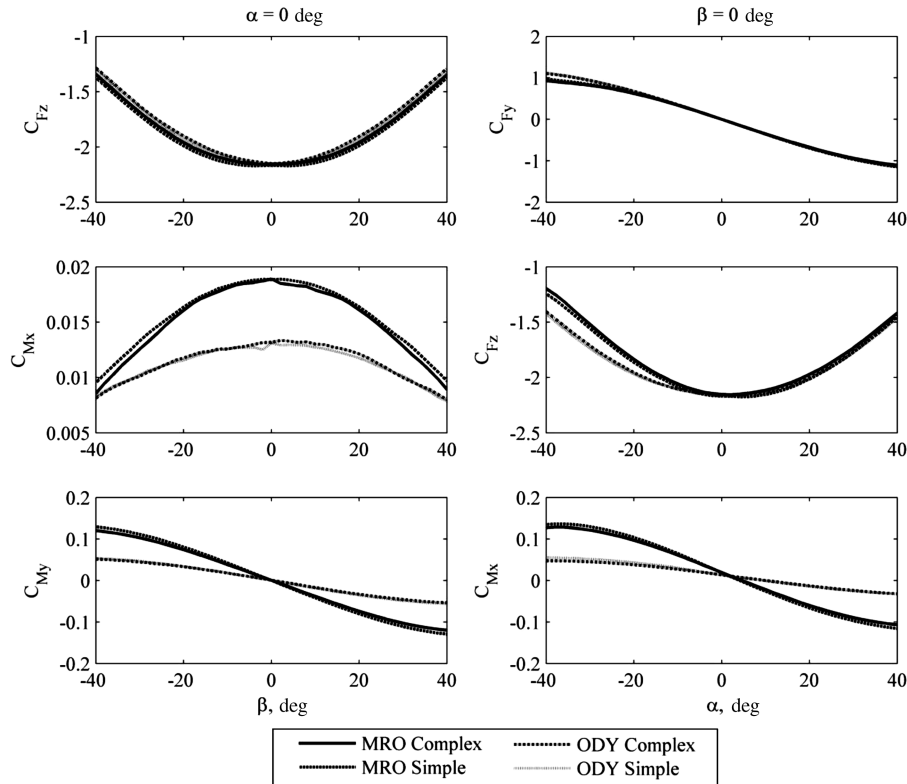 α = 0 deg
-1
-1.5
-2
-2.5
C_Fz
-40 -20 0 20 40
β = 0 deg
2
1
0
-1
-2
C_Fy
-40 -20 0 20 40
0.02
0.015
0.01
0.005
C_Mx
-40 -20 0 20 40
-1
-1.5
-2
-2.5
C_Fz
-40 -20 0 20 40
0.2
0.1
0
-0.1
-0.2
C_My
-40 -20 0 20 40
β, deg
0.2
0.1
0
-0.1
-0.2
C_Mx
-40 -20 0 20 40
α, deg
MRO Complex
MRO Simple
ODY Complex
ODY Simple